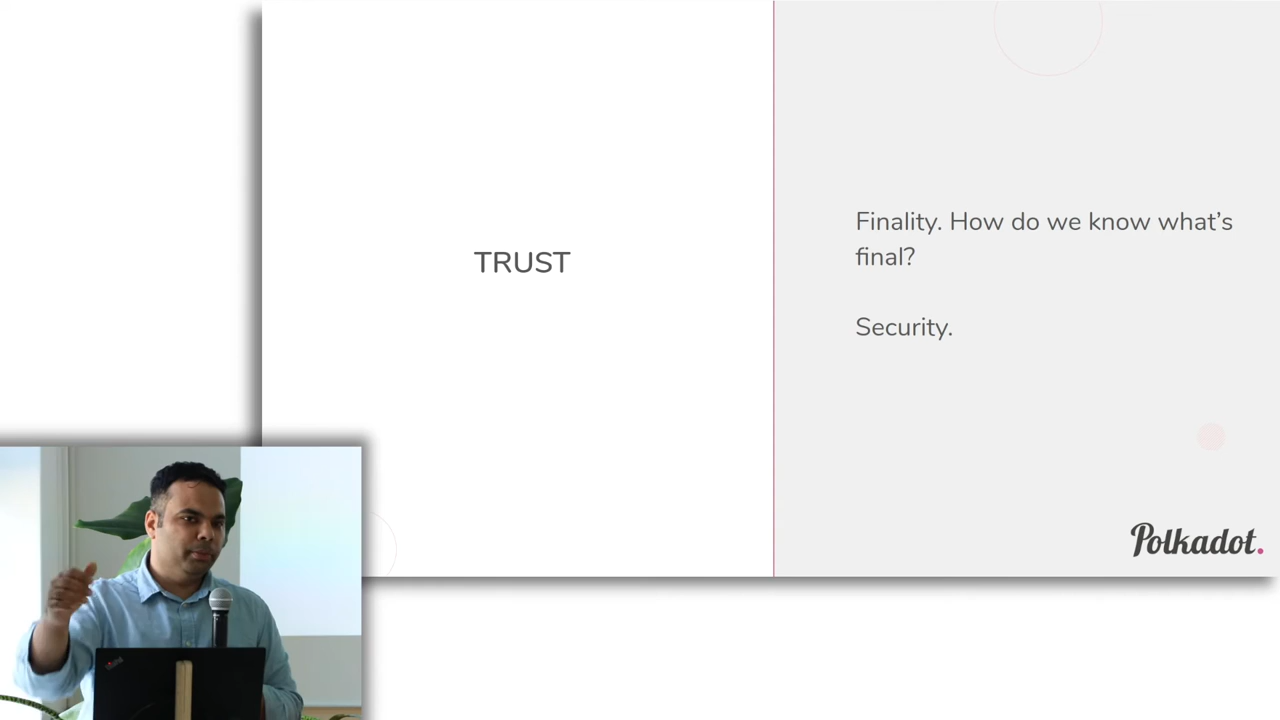 TRUST
Finality. How do we know what's
final?
Security.
Polkadot.